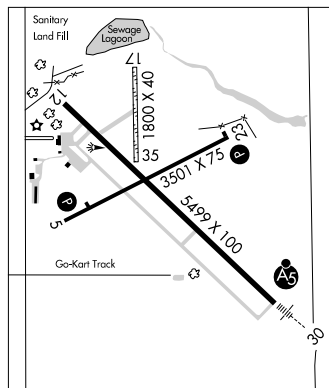 Sanitary
Land Fill
Sewage
Lagoon
17
1800 X 40
35
12
23
P
3501 X 75
P
5
5499 X 100
Go-Kart Track
A5
30